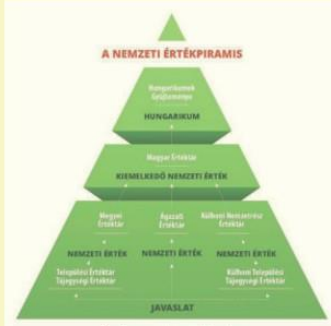 A NEMZETI ÉRTÉKPIRAMIS
Hungarikumok
Gyűjteménye
HUNGARIKUM
Magyar Értéktár
KIEMELKEDŐ NEMZETI ÉRTÉK
Megyei Értéktár
Ágazati Értéktár
Külhoni Nemzetrész Értéktár
NEMZETI ÉRTÉK NEMZETI ÉRTÉK NEMZETI ÉRTÉK
Települési Értéktár
Tájegységi Értéktár
Külhoni Települési
Tájegységi Értéktár
JAVASLAT